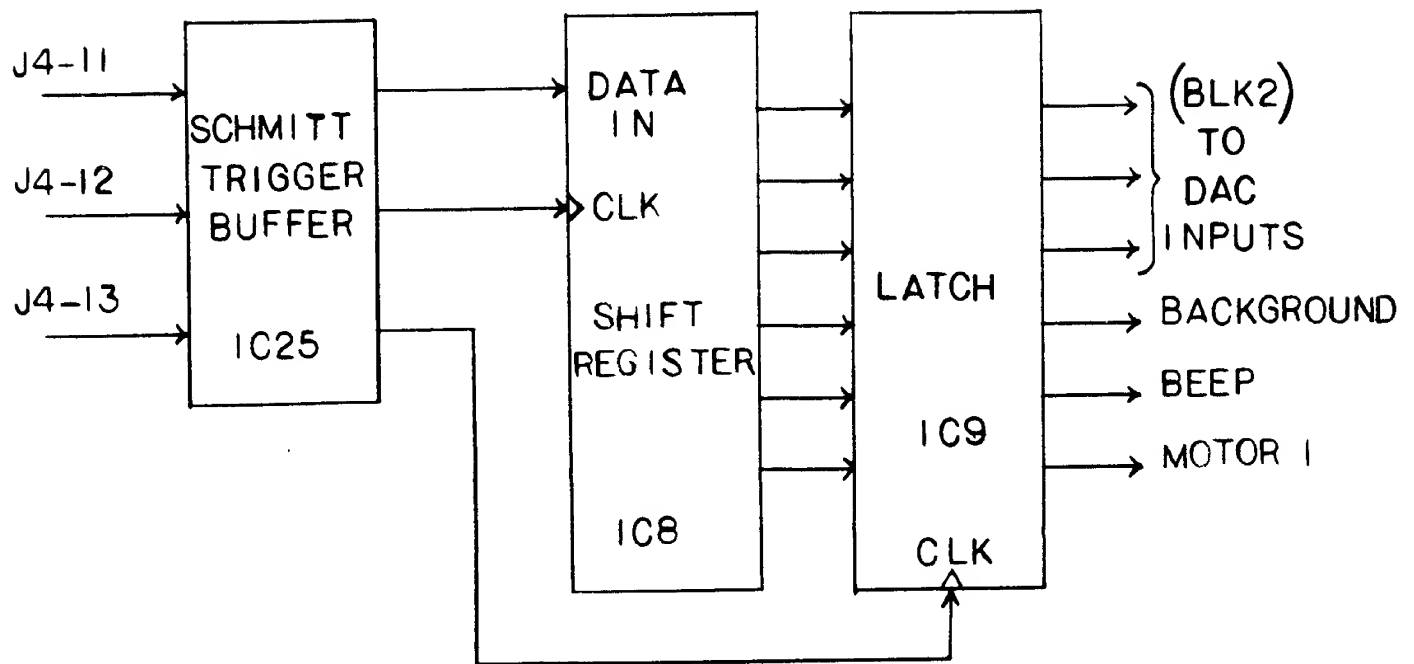 J4-11
J4-12
J4-13
SCHMITT
TRIGGER
BUFFER
IC25
DATA
IN
CLK
SHIFT
REGISTER
IC8
LATCH
IC9
CLK
(BLK2)
TO
DAC
INPUTS
BACKGROUND
BEEP
MOTOR 1